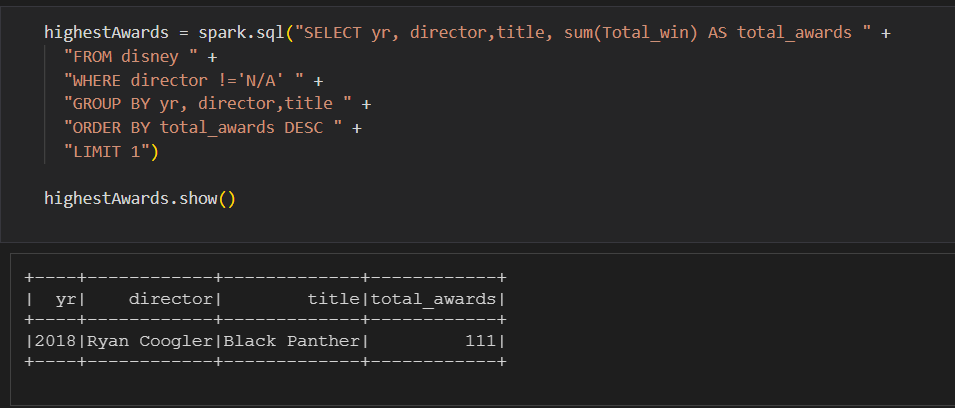 highestAwards = spark.sql("SELECT yr, director,title, sum(Total_win) AS total_awards " +
"FROM disney " +
"WHERE director !='N/A' " +
"GROUP BY yr, director,title " +
"ORDER BY total_awards DESC " +
"LIMIT 1")
highestAwards.show()
+----+------------+-------------+------------+
|  yr|    director|        title|total_awards|
+----+------------+-------------+------------+
|2018|Ryan Coogler|Black Panther|         111|
+----+------------+-------------+------------+